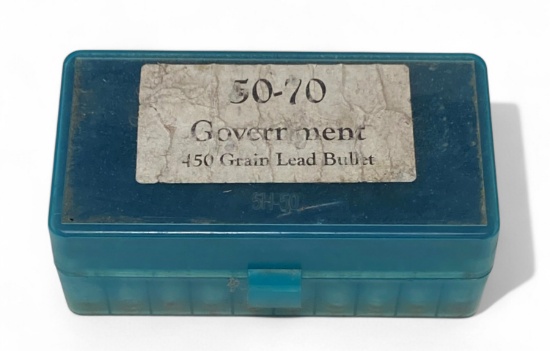 50-70
Government
450 Grain Lead Bullet